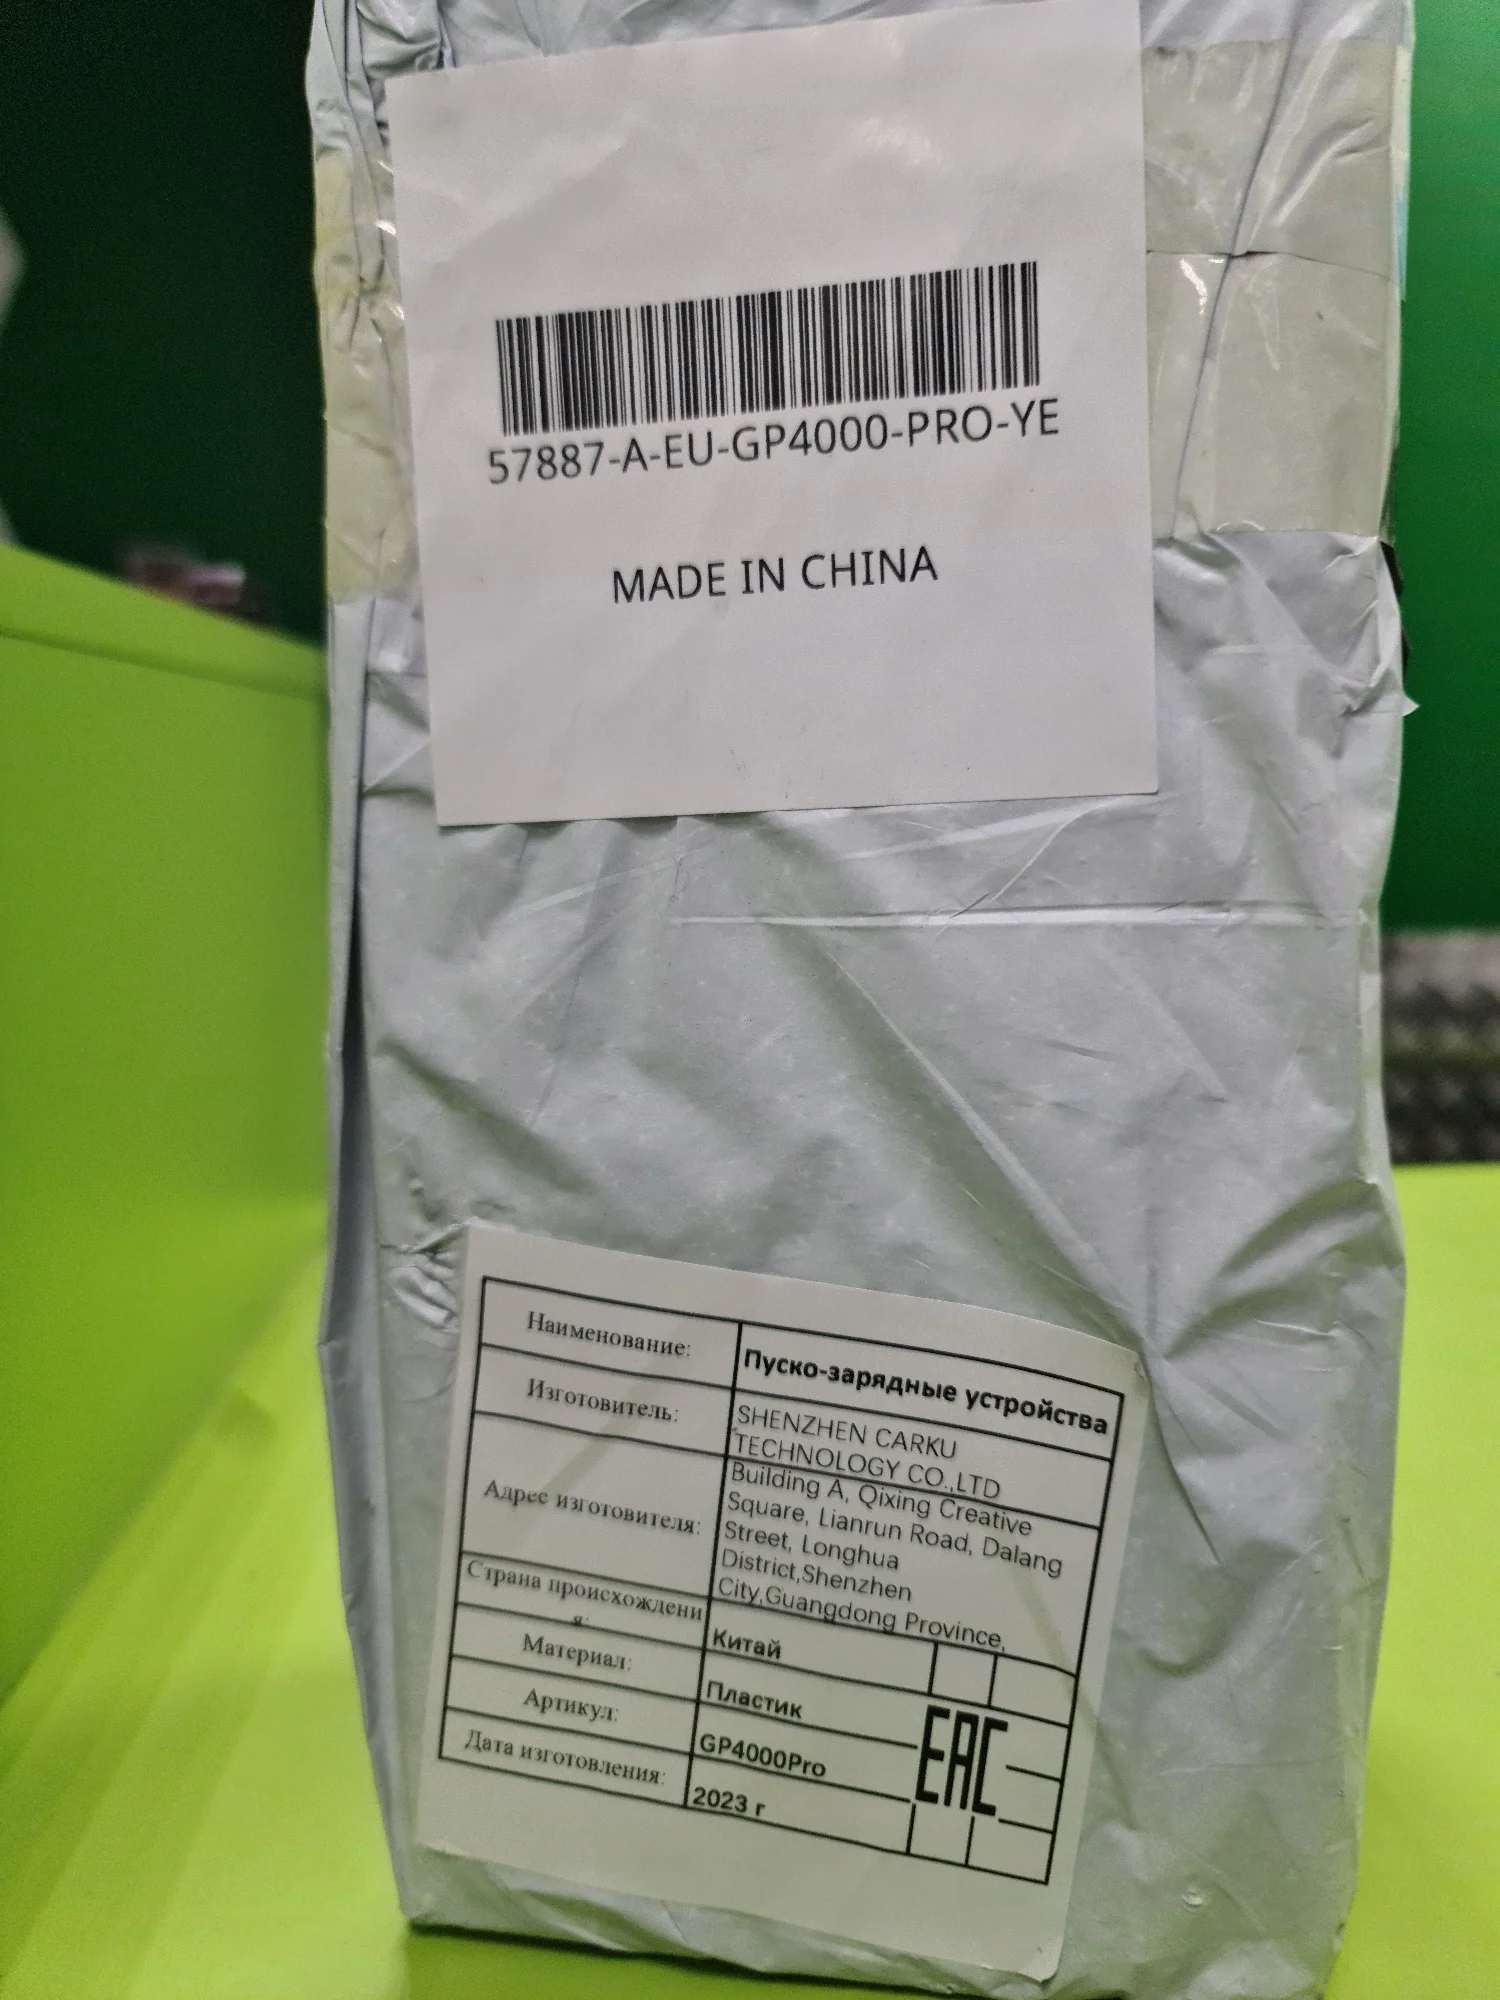 57887-A-EU-GP4000-PRO-YE
MADE IN CHINA
Наименование:
Пуско-зарядные устройства
Изготовитель:
SHENZHEN CARKU
TECHNOLOGY CO.,LTD
Адрес изготовителя:
Building A, Qixing Creative
Square, Lianrun Road, Dalang
Street, Longhua
District,Shenzhen
City,Guangdong Province,
Страна происхождени
я:
Китай
Материал:
Пластик
Артикул:
GP4000Pro
Дата изготовления:
2023 г
EAC